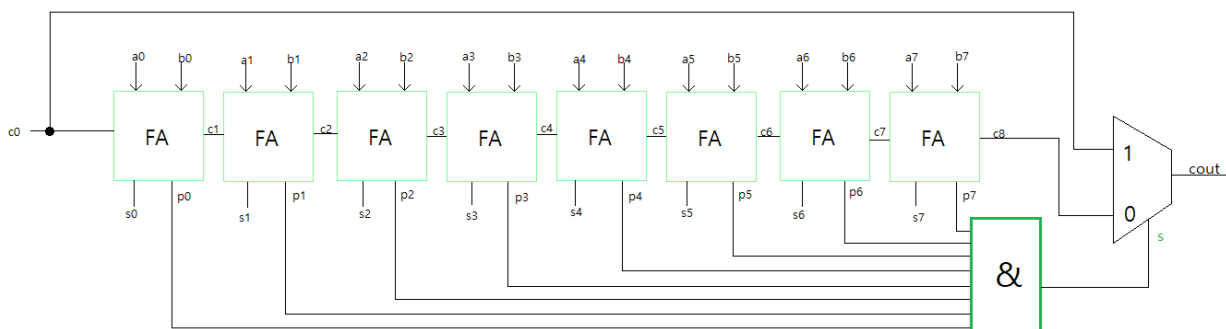 a0 b0 a1 b1 a2 b2 a3 b3 a4 b4 a5 b5 a6 b6 a7 b7
c0 FA c1 FA c2 FA c3 FA c4 FA c5 FA c6 FA c7 FA c8 1
cout
s0 p0 s1 p1 s2 p2 s3 p3 s4 p4 s5 p5 s6 p6 s7 p7 0
s
&